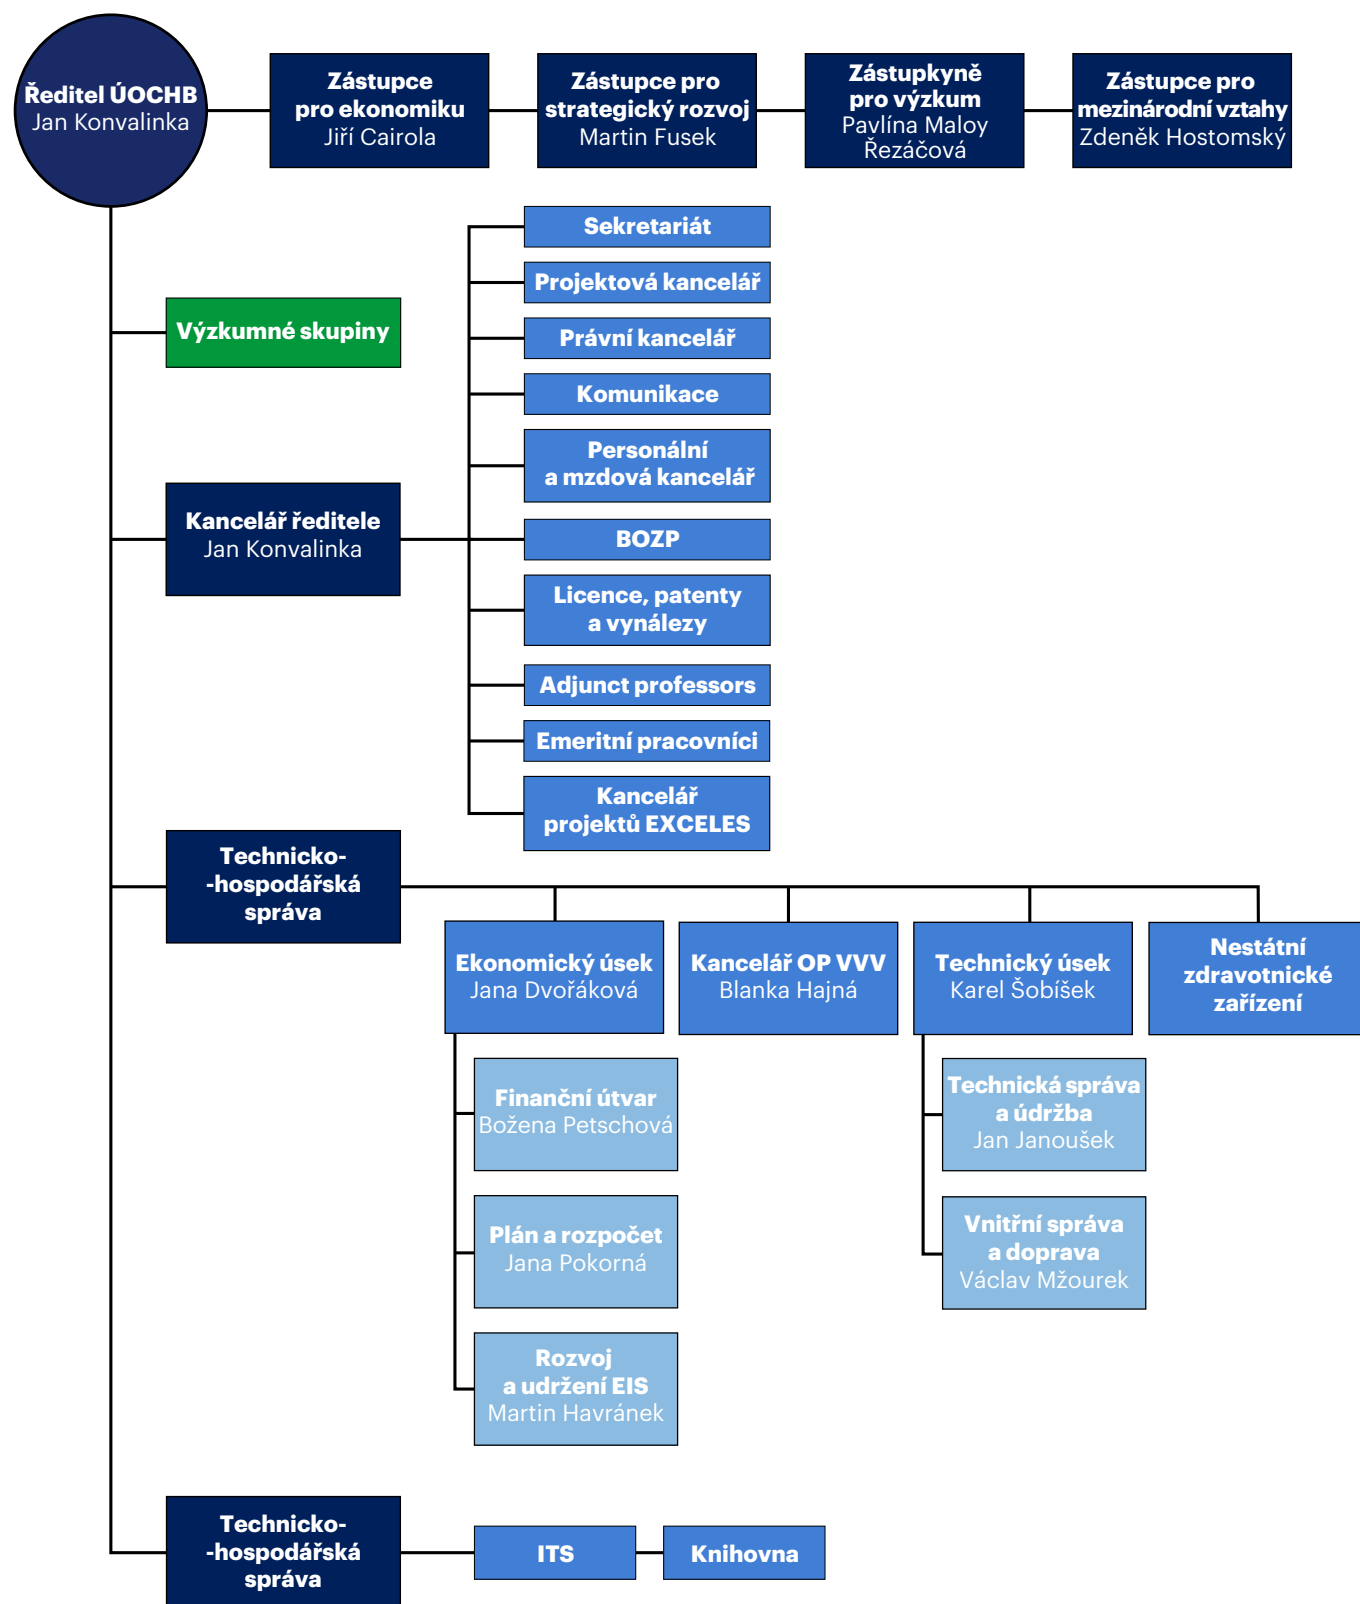 Ředitel ÚOCHB
Jan Konvalinka
Zástupce
pro ekonomiku
Jiří Cairola
Zástupce pro
strategický rozvoj
Martin Fusek
Zástupkyně
pro výzkum
Pavlína Maloy
Řezáčová
Zástupce pro
mezinárodní vztahy
Zdeněk Hostomský
Výzkumné skupiny
Kancelář ředitele
Jan Konvalinka
Sekretariát
Projektová kancelář
Právní kancelář
Komunikace
Personální
a mzdová kancelář
BOZP
Licence, patenty
a vynálezy
Adjunct professors
Emeritní pracovníci
Kancelář
projektů EXCELES
Technicko-
-hospodářská
správa
Ekonomický úsek
Jana Dvořáková
Kancelář OP VVV
Blanka Hajná
Technický úsek
Karel Šobíšek
Nestátní
zdravotnické
zařízení
Finanční útvar
Božena Petschová
Plán a rozpočet
Jana Pokorná
Rozvoj
a udržení EIS
Martin Havránek
Technická správa
a údržba
Jan Janoušek
Vnitřní správa
a doprava
Václav Mžourek
Technicko-
-hospodářská
správa
ITS
Knihovna